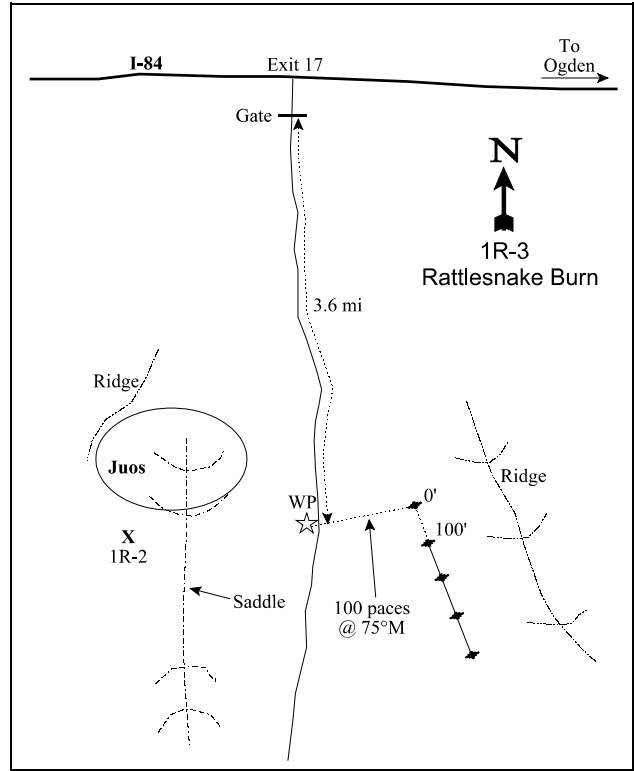 To
I-84
Exit 17
Ogden
Gate
N
1R-3
Rattlesnake Burn
3.6 mi
Ridge
Juos
Ridge
WP
0'
100'
X
1R-2
Saddle
100 paces
@ 75°M